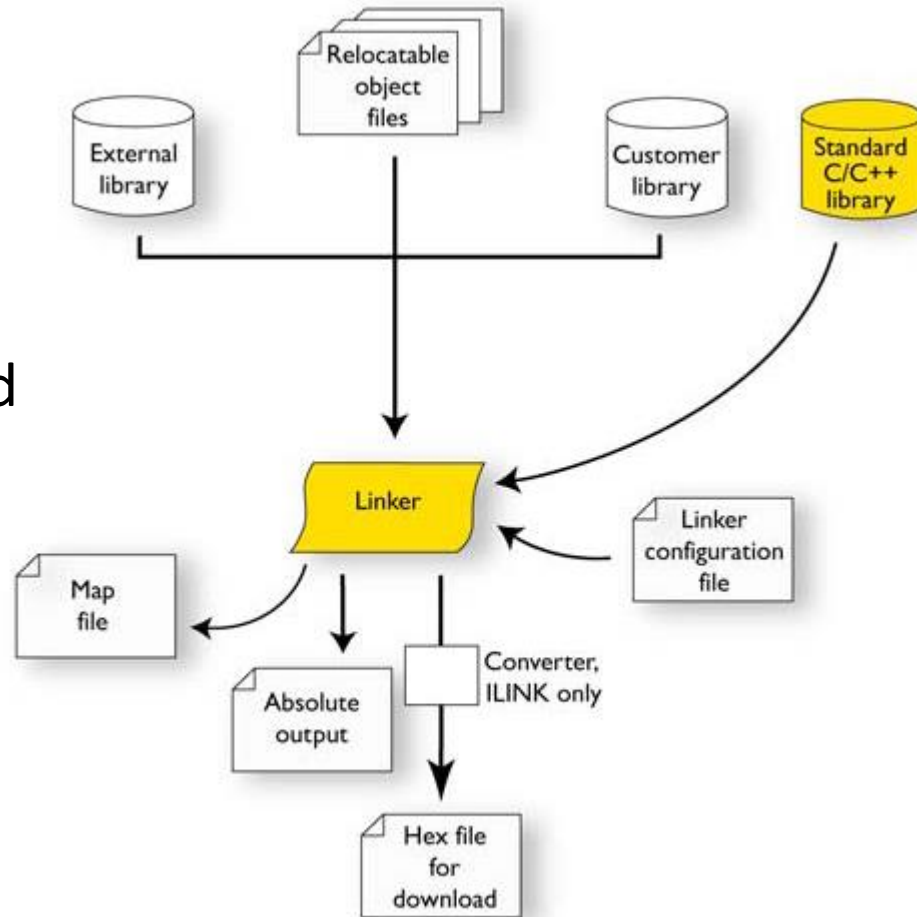 Relocatable
object
files
External
library
Customer
library
Standard
C/C++
library
d
Linker
Linker
configuration
file
Map
file
Absolute
output
Converter,
ILINK only
Hex file
for
download